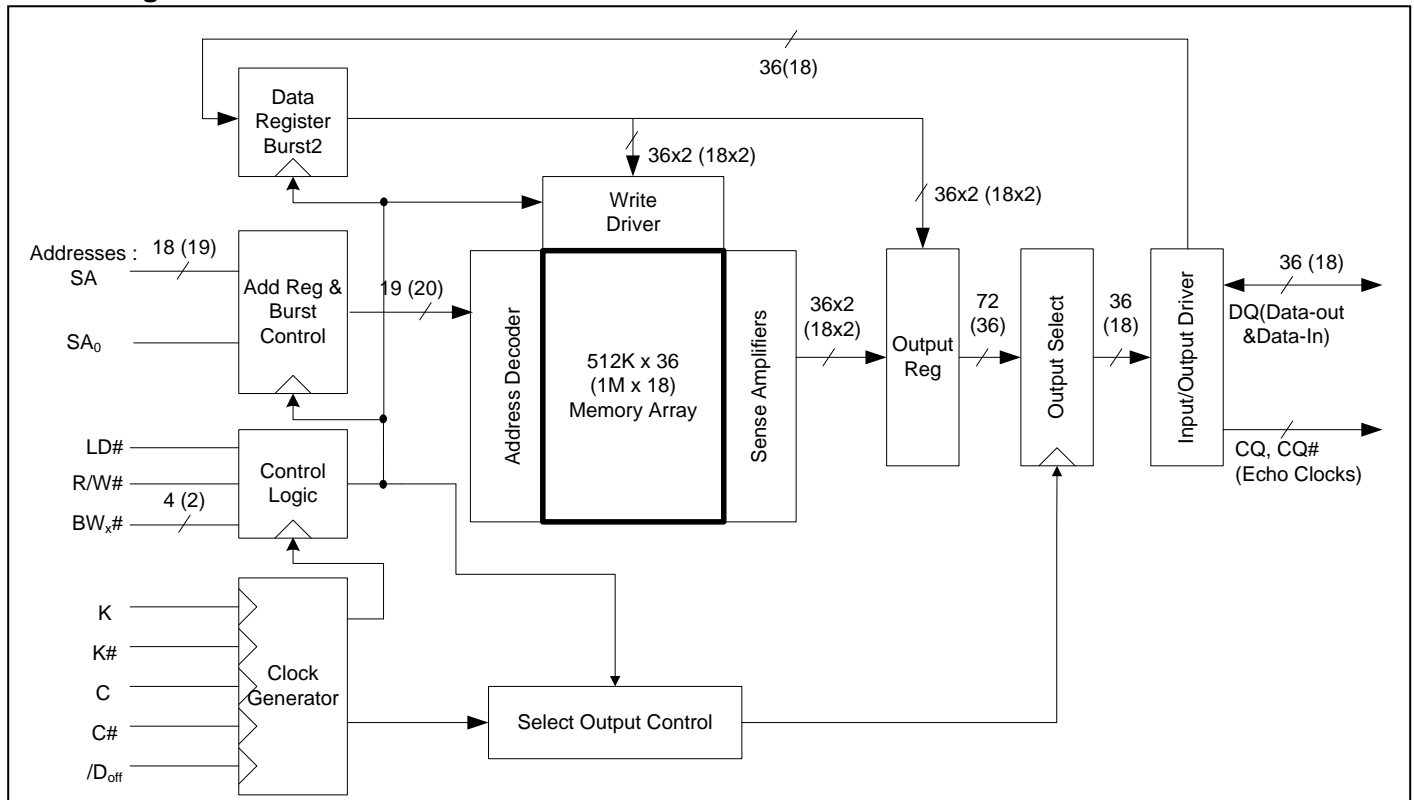 36(18)
Data
Register
Burst2
36x2 (18x2)
Write
Driver
36x2 (18x2)
Addresses :
SA
18 (19)
SA₀
Add Reg &
Burst
Control
19 (20)
Address Decoder
512K x 36
(1M x 18)
Memory Array
Sense Amplifiers
36x2
(18x2)
Output
Reg
72
(36)
Output Select
36
(18)
Input/Output Driver
36 (18)
DQ(Data-out
&Data-In)
CQ, CQ#
(Echo Clocks)
LD#
R/W#
BWₓ#
4 (2)
Control
Logic
K
K#
C
C#
/Doff
Clock
Generator
Select Output Control